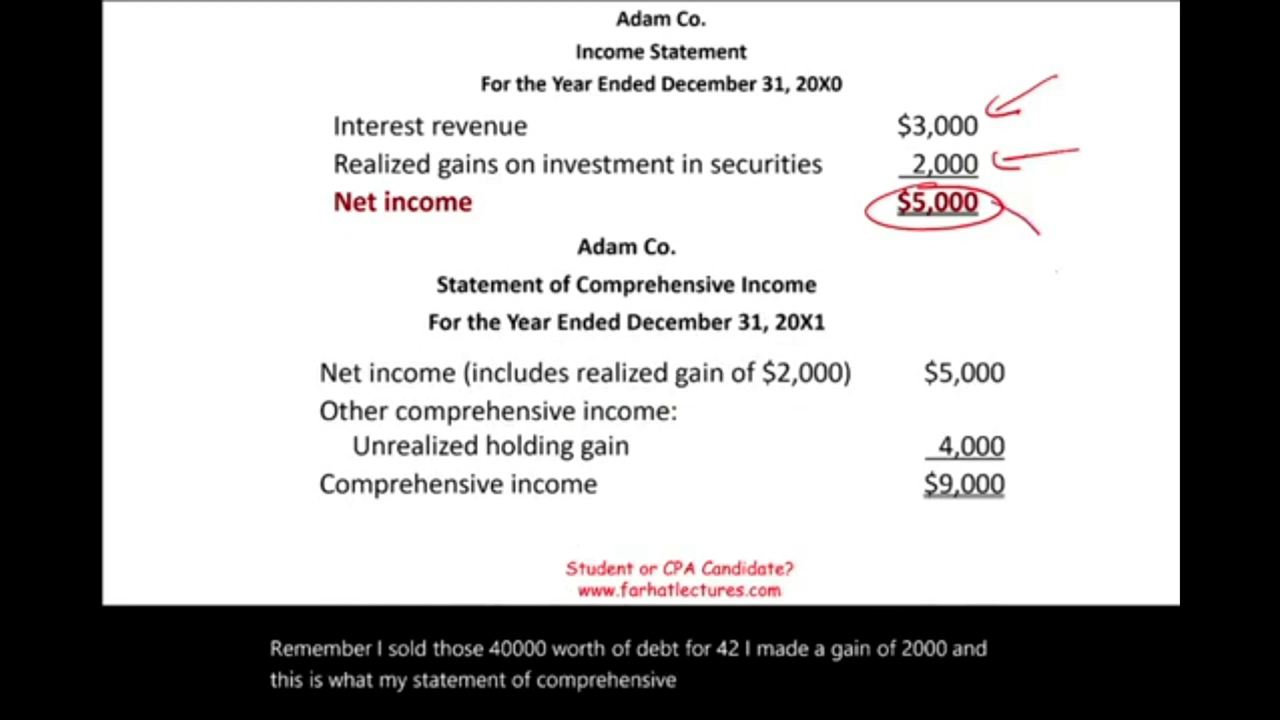 Adam Co.
Income Statement
For the Year Ended December 31, 20X0
Interest revenue $3,000
Realized gains on investment in securities 2,000
Net income $5,000
Adam Co.
Statement of Comprehensive Income
For the Year Ended December 31, 20X1
Net income (includes realized gain of $2,000) $5,000
Other comprehensive income:
Unrealized holding gain 4,000
Comprehensive income $9,000
Student or CPA Candidate?
www.farhatlectures.com
Remember I sold those 40000 worth of debt for 42 I made a gain of 2000 and
this is what my statement of comprehensive